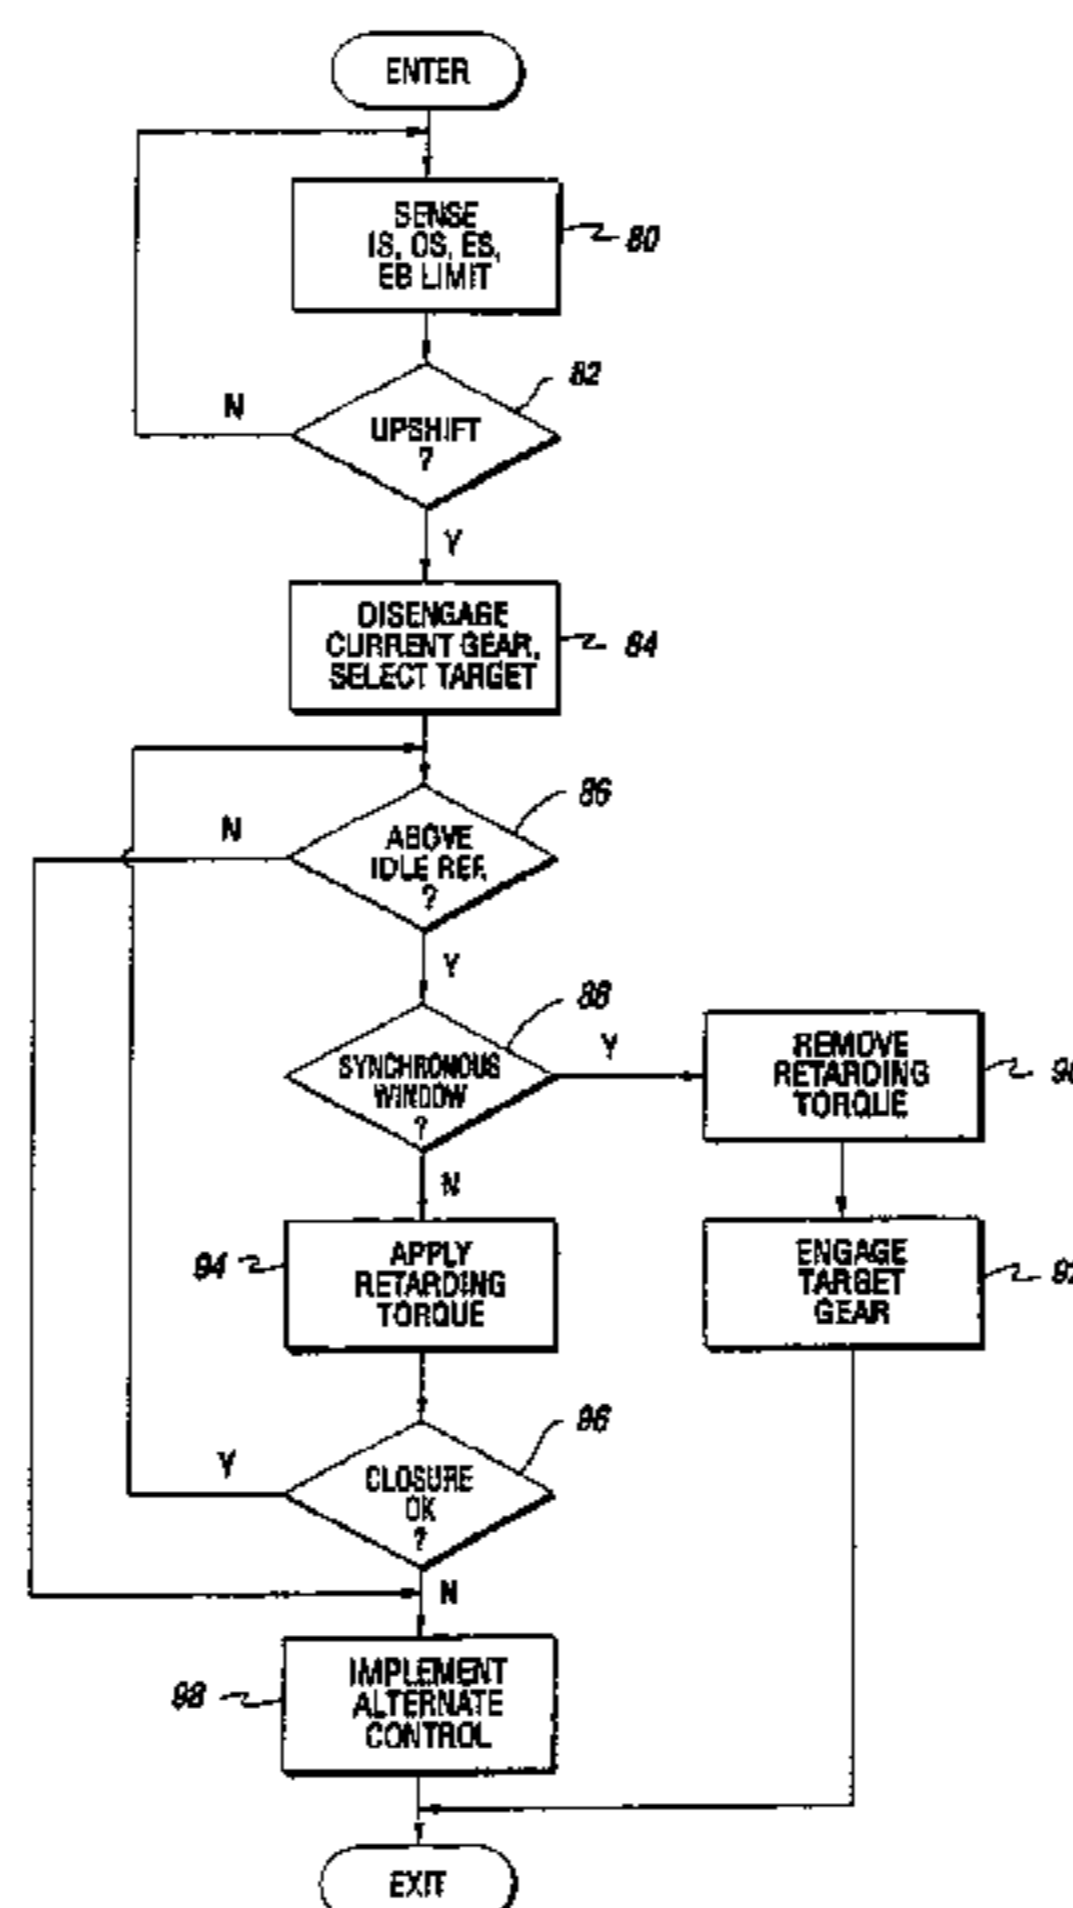 ENTER
SENSE
IS, OS, ES,
EB LIMIT
80
UPSHIFT
?
82
N
Y
DISENGAGE
CURRENT GEAR,
SELECT TARGET
84
ABOVE
IDLE REF.
?
86
N
Y
SYNCHRONOUS
WINDOW
?
88
Y
N
REMOVE
RETARDING
TORQUE
ENGAGE
TARGET
GEAR
APPLY
RETARDING
TORQUE
94
CLOSURE
OK
?
96
Y
N
IMPLEMENT
ALTERNATE
CONTROL
98
EXIT